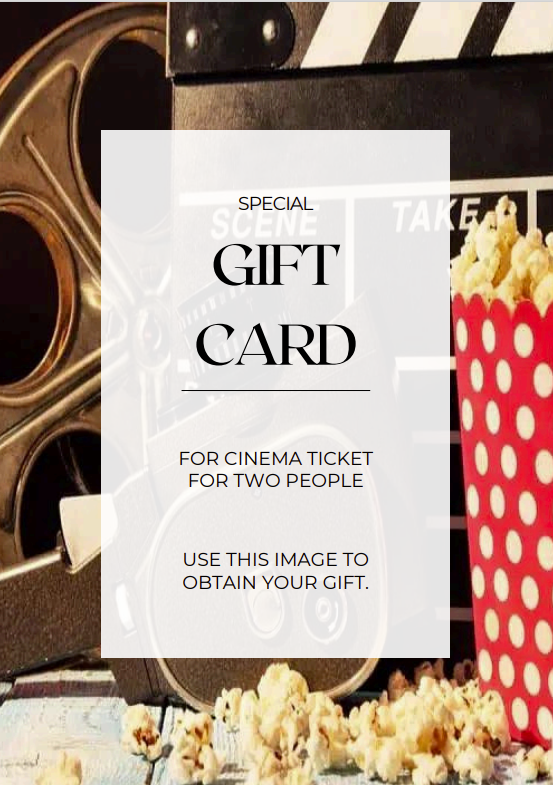 SPECIAL
SCENE
TAKE
GIFT
CARD
FOR CINEMA TICKET
FOR TWO PEOPLE
USE THIS IMAGE TO
OBTAIN YOUR GIFT.